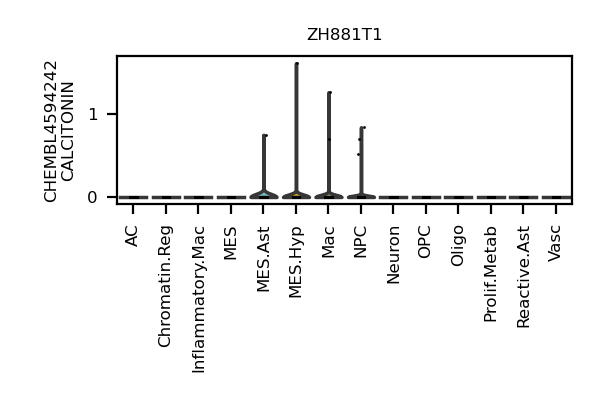 ZH881T1
CHEMBL4594242
CALCITONIN
1
0
AC
Chromatin.Reg
Inflammatory.Mac
MES
MES.Ast
MES.Hyp
Mac
NPC
Neuron
OPC
Oligo
Prolif.Metab
Reactive.Ast
Vasc